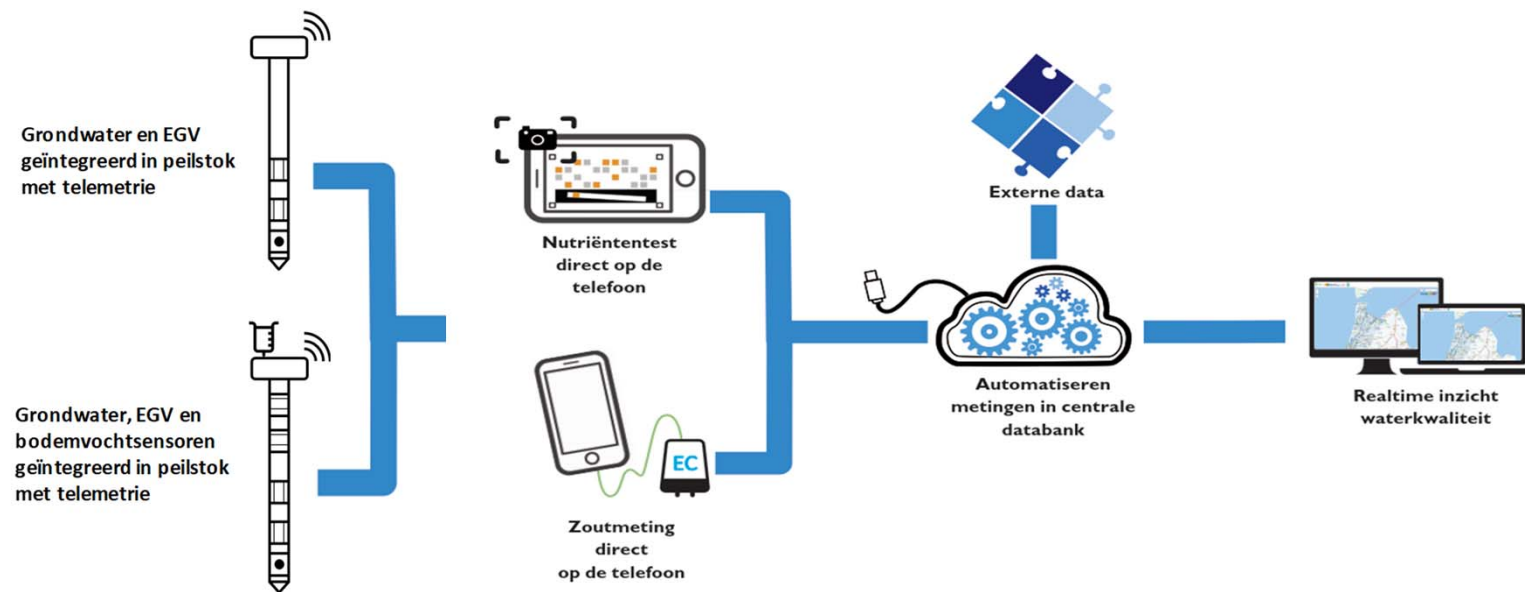 Grondwater en EGV
geïntegreerd in peilstok
met telemetrie
Grondwater, EGV en
bodemvochtsensoren
geïntegreerd in peilstok
met telemetrie
Nutriëntentest
direct op de
telefoon
EC
Zoutmeting
direct
op de telefoon
Externe data
Automatiseren
metingen in centrale
databank
Realtime inzicht
waterkwaliteit